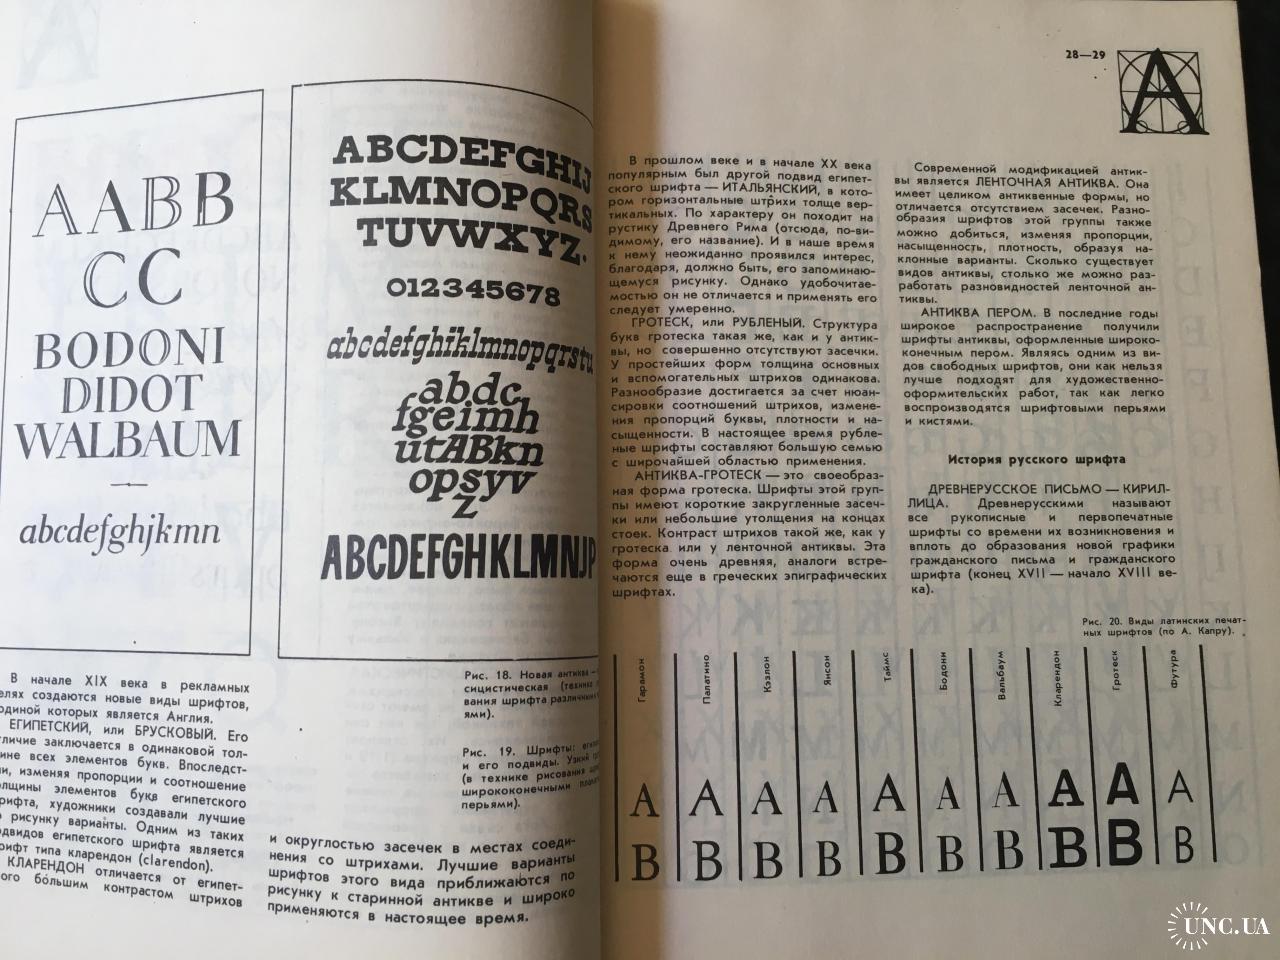 AABB
CC
BODONI
DIDOT
WALBAUM
abcdefghjkmn
ABCDEFGHIJ
KLMNOPQRS
TUVWXYZ.
012345678
abcdefghiklmnopqrstu
abdc
fgeimh
utABkn
opsyv
z
ABCDEFGHKLMNJP
В начале XIX века в рекламных
елях создаются новые виды шрифтов,
одиной которых является Англия.
ЕГИПЕТСКИЙ, или БРУСКОВЫЙ. Его
личие заключается в одинаковой тол-
ине всех элементов букв. Впоследст-
и, изменяя пропорции и соотношение
олщины элементов букв египетского
рифта, художники создавали лучшие
рисунку варианты. Одним из таких
двидов египетского шрифта является
рифт типа кларендон (clarendon).
КЛАРЕНДОН отличается от египет-
ого бо́льшим контрастом штрихов
Рис. 18. Новая антиква —
сицистическая (техника
вания шрифта различными
ями).
Рис. 19. Шрифты:
и его подвиды. Узкий
(в технике рисования
ширококонечными
перьями).
и округлостью засечек в местах соеди-
нения со штрихами. Лучшие варианты
шрифтов этого вида приближаются по
рисунку к старинной антикве и широко
применяются в настоящее время.
28—29
А
В прошлом веке и в начале XX века
популярным был другой подвид египет-
ского шрифта — ИТАЛЬЯНСКИЙ, в кото-
ром горизонтальные штрихи толще вер-
тикальных. По характеру он походит на
рустику Древнего Рима (отсюда, по-ви-
димому, его название). И в наше время
к нему неожиданно проявился интерес,
благодаря, должно быть, его запоминаю-
щемуся рисунку. Однако удобочитае-
мостью он не отличается и применять его
следует умеренно.
ГРОТЕСК, или РУБЛЕНЫЙ. Структура
букв гротеска такая же, как и у антик-
вы, но совершенно отсутствуют засечки.
У простейших форм толщина основных
и вспомогательных штрихов одинакова.
Разнообразие достигается за счет нюан-
сировки соотношений штрихов, измене-
ния пропорций буквы, плотности и на-
сыщенности. В настоящее время рубле-
ные шрифты составляют большую семью
с широчайшей областью применения.
АНТИКВА-ГРОТЕСК — это своеобраз-
ная форма гротеска. Шрифты этой груп-
пы имеют короткие закругленные засеч-
ки или небольшие утолщения на концах
стоек. Контраст штрихов такой же, как у
гротеска или у ленточной антиквы. Эта
форма очень древняя, аналоги встре-
чаются еще в греческих эпиграфических
шрифтах.
Современной модификацией антик-
вы является ЛЕНТОЧНАЯ АНТИКВА. Она
имеет целиком антиквенные формы, но
отличается отсутствием засечек. Разно-
образия шрифтов этой группы также
можно добиться, изменяя пропорции,
насыщенность, плотность, образуя на-
клонные варианты. Сколько существует
видов антиквы, столько же можно раз-
работать разновидностей ленточной ан-
тиквы.
АНТИКВА ПЕРОМ. В последние годы
широкое распространение получили
шрифты антиквы, оформленные широко-
конечным пером. Являясь одним из ви-
дов свободных шрифтов, они как нельзя
лучше подходят для художественно-
оформительских работ, так как легко
воспроизводятся шрифтовыми перьями
и кистями.
История русского шрифта
ДРЕВНЕРУССКОЕ ПИСЬМО — КИРИЛ-
ЛИЦА. Древнерусскими называют
все рукописные и первопечатные
шрифты со времени их возникновения и
вплоть до образования новой графики
гражданского письма и гражданского
шрифта (конец XVII — начало XVIII ве-
ка).
Рис. 20. Виды латинских печат-
ных шрифтов (по А. Капру).
Гарамон
Палатино
Кэзлон
Янсон
Таймс
Бодони
Вальбаум
Кларендон
Гротеск
Футура
A A A A A A A A A A
B B B B B B B B B B
UNC.UA